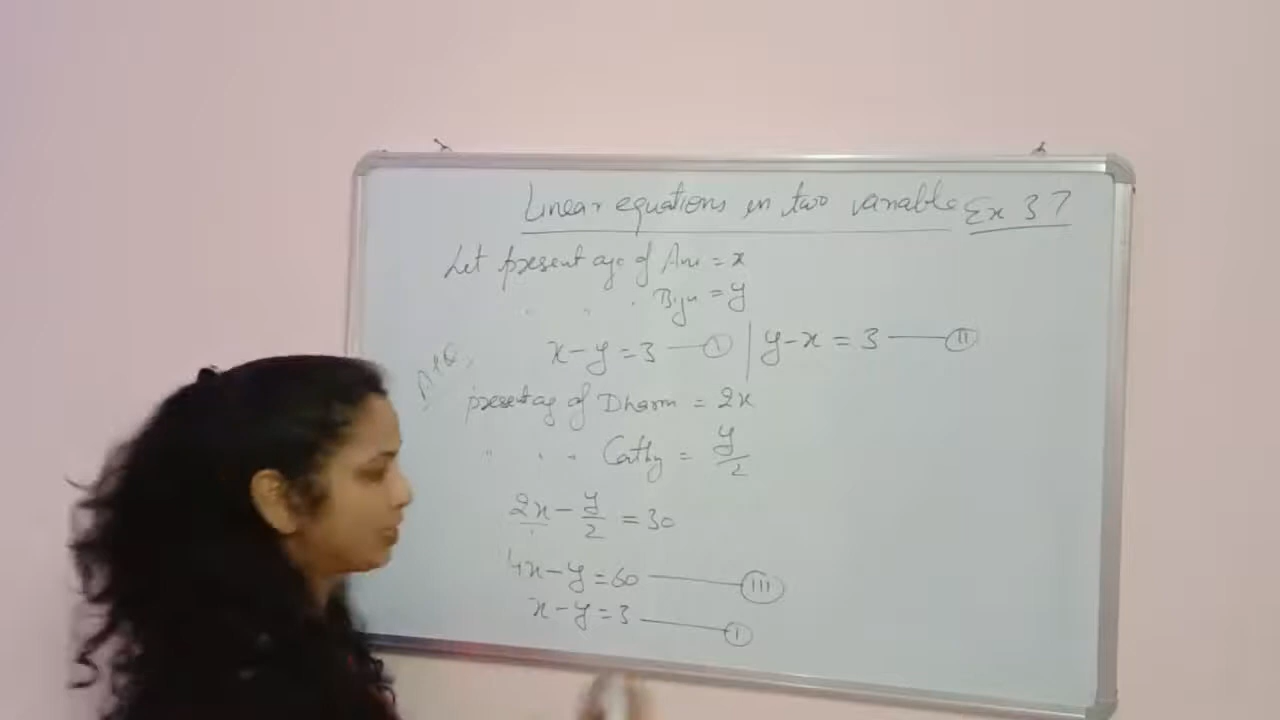 Linear equations in two variable Ex 3 7
Let present age of Ani = x
" " . Biju = y
x - y = 3 — I | y - x = 3 — II
ATQ,
present ag of Dharm = 2x
" " " Cathy = y/2
2x - y/2 = 30
4x - y = 60 — III
x - y = 3 — I